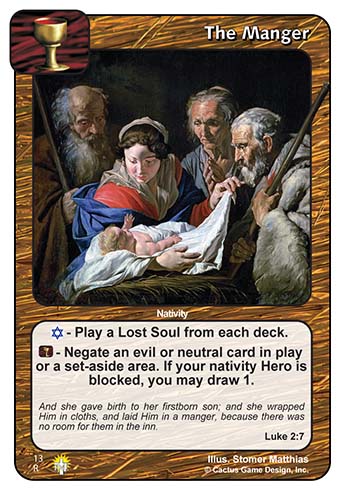 The Manger
Nativity
- Play a Lost Soul from each deck.
- Negate an evil or neutral card in play
or a set-aside area. If your nativity Hero is
blocked, you may draw 1.
And she gave birth to her firstborn son; and she wrapped
Him in cloths, and laid Him in a manger, because there was
no room for them in the inn.
Luke 2:7
13
R
Illus. Stomer Matthias
© Cactus Game Design, Inc.